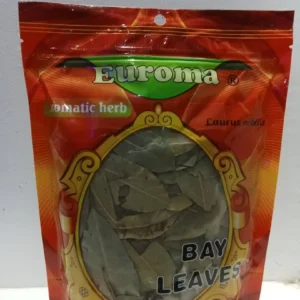 Euroma ®
aromatic herb
Laurus nobilis
BAY
LEAVES